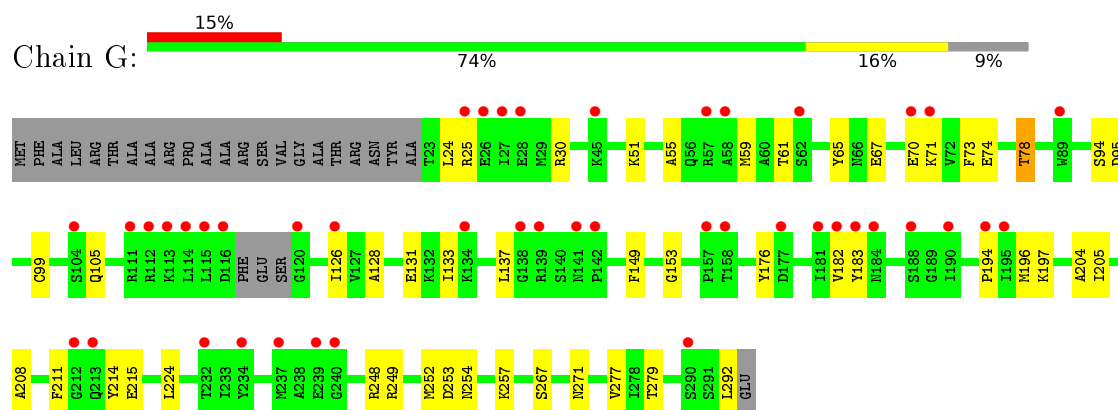 15%
Chain G:
74% 16% 9%
MET PHE ALA LEU ARG THR ALA ALA ARG PRO ALA ALA ARG SER VAL GLY ALA THR ARG ASN TYR ALA T23 L24 R25 E26 I27 E28 M29 R30 K45 K51 A55 Q56 R57 A58 M59 A60 T61 S62 Y65 N66 E67 E70 K71 V72 F73 E74 T78 W89 S94 D95
C99 S104 Q105 R111 R112 K113 L114 L115 D116 PHE GLU SER G120 I126 V127 A128 E131 K132 I133 K134 L137 G138 R139 S140 N141 P142 F149 G153 P157 T158 Y176 D177 I181 V182 Y183 N184 S188 G189 I190 P194 I195 M196 K197 A204 I205
A208 F211 G212 Q213 Y214 E215 L224 T232 I233 Y234 M237 A238 E239 G240 R248 R249 M252 D253 N254 K257 S267 N271 V277 I278 T279 S290 S291 L292 GLU